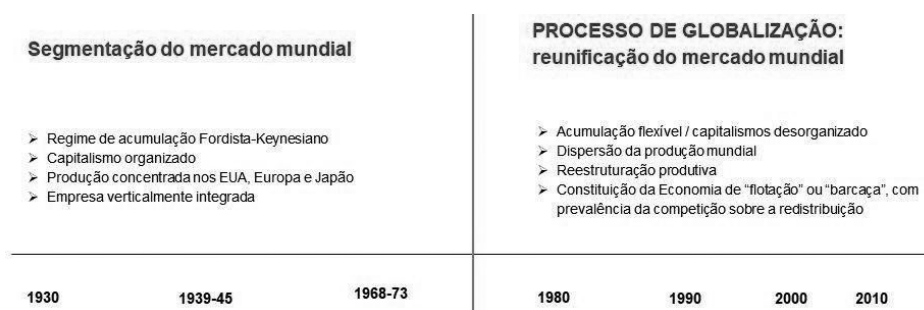 Segmentação do mercado mundial
➢ Regime de acumulação Fordista-Keynesiano
➢ Capitalismo organizado
➢ Produção concentrada nos EUA, Europa e Japão
➢ Empresa verticalmente integrada
PROCESSO DE GLOBALIZAÇÃO:
reunificação do mercado mundial
➢ Acumulação flexível / capitalismos desorganizado
➢ Dispersão da produção mundial
➢ Reestruturação produtiva
➢ Constituição da Economia de “flotação” ou “barcaça”, com
prevalência da competição sobre a redistribuição
1930 1939-45 1968-73 1980 1990 2000 2010